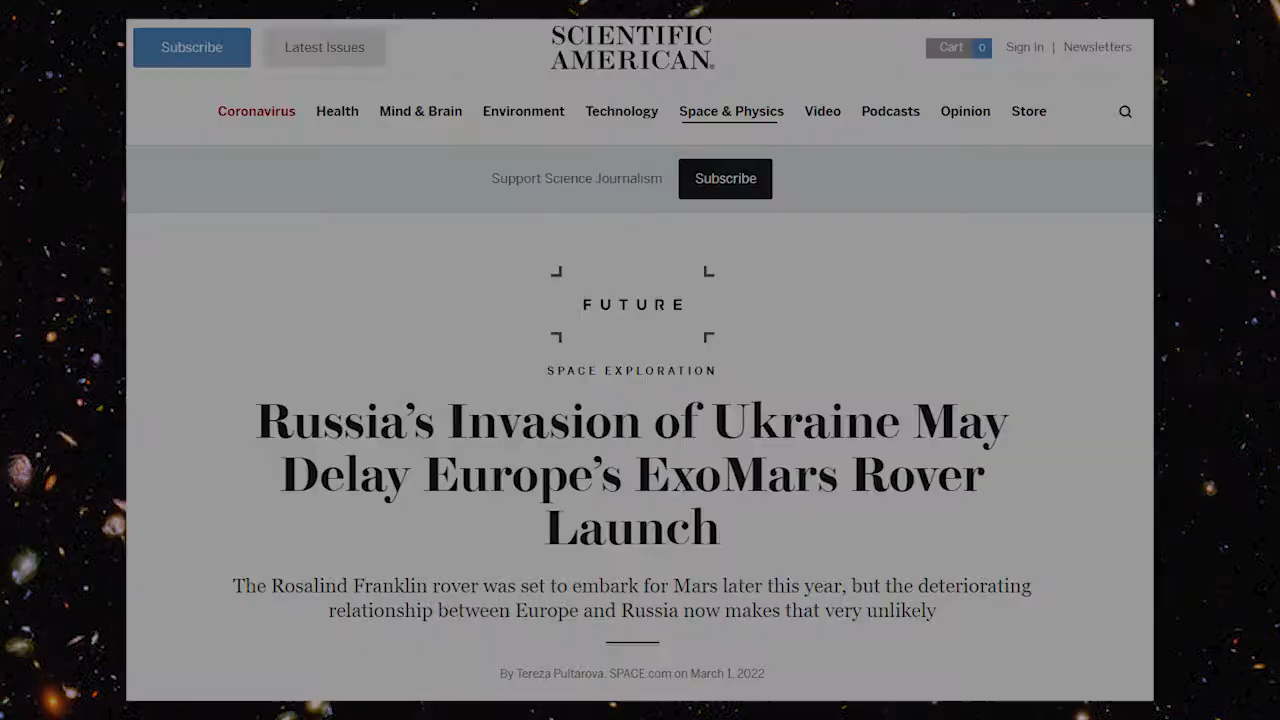 Subscribe
Latest Issues
SCIENTIFIC
AMERICAN®
Cart 0
Sign In | Newsletters
Coronavirus Health Mind & Brain Environment Technology Space & Physics Video Podcasts Opinion Store
Support Science Journalism Subscribe
FUTURE
SPACE EXPLORATION
Russia’s Invasion of Ukraine May
Delay Europe’s ExoMars Rover
Launch
The Rosalind Franklin rover was set to embark for Mars later this year, but the deteriorating
relationship between Europe and Russia now makes that very unlikely
By Tereza Pultarova, SPACE.com on March 1, 2022